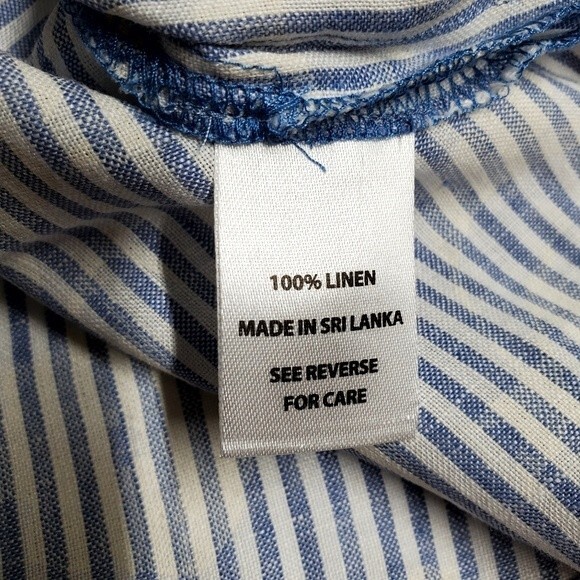 100% LINEN
MADE IN SRI LANKA
SEE REVERSE
FOR CARE